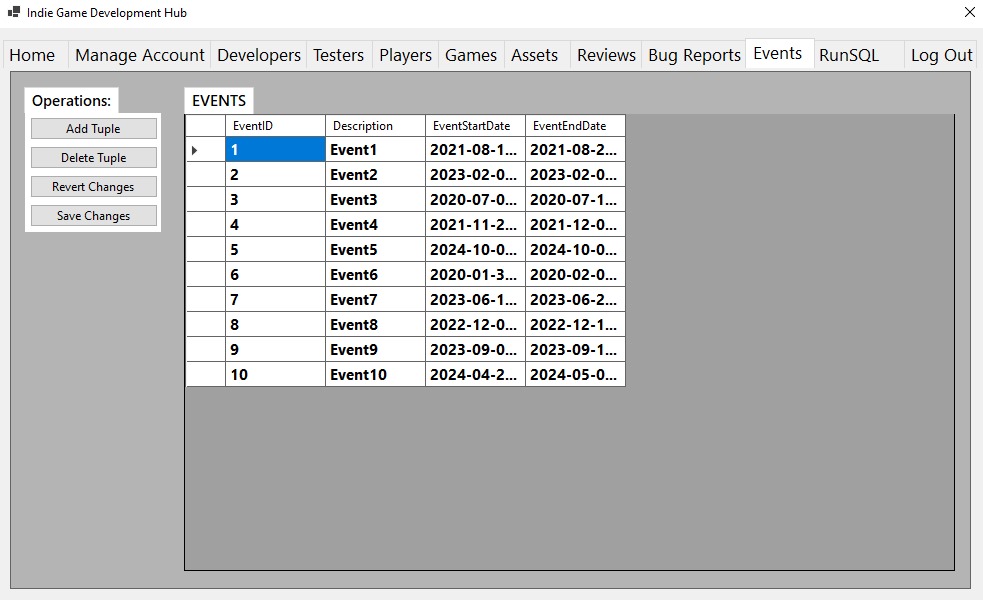 Indie Game Development Hub
Home Manage Account Developers Testers Players Games Assets Reviews Bug Reports Events RunSQL Log Out
Operations:
Add Tuple
Delete Tuple
Revert Changes
Save Changes
EVENTS
EventID Description EventStartDate EventEndDate
1 Event1 2021-08-1... 2021-08-2...
2 Event2 2023-02-0... 2023-02-0...
3 Event3 2020-07-0... 2020-07-1...
4 Event4 2021-11-2... 2021-12-0...
5 Event5 2024-10-0... 2024-10-0...
6 Event6 2020-01-3... 2020-02-0...
7 Event7 2023-06-1... 2023-06-2...
8 Event8 2022-12-0... 2022-12-1...
9 Event9 2023-09-0... 2023-09-1...
10 Event10 2024-04-2... 2024-05-0...